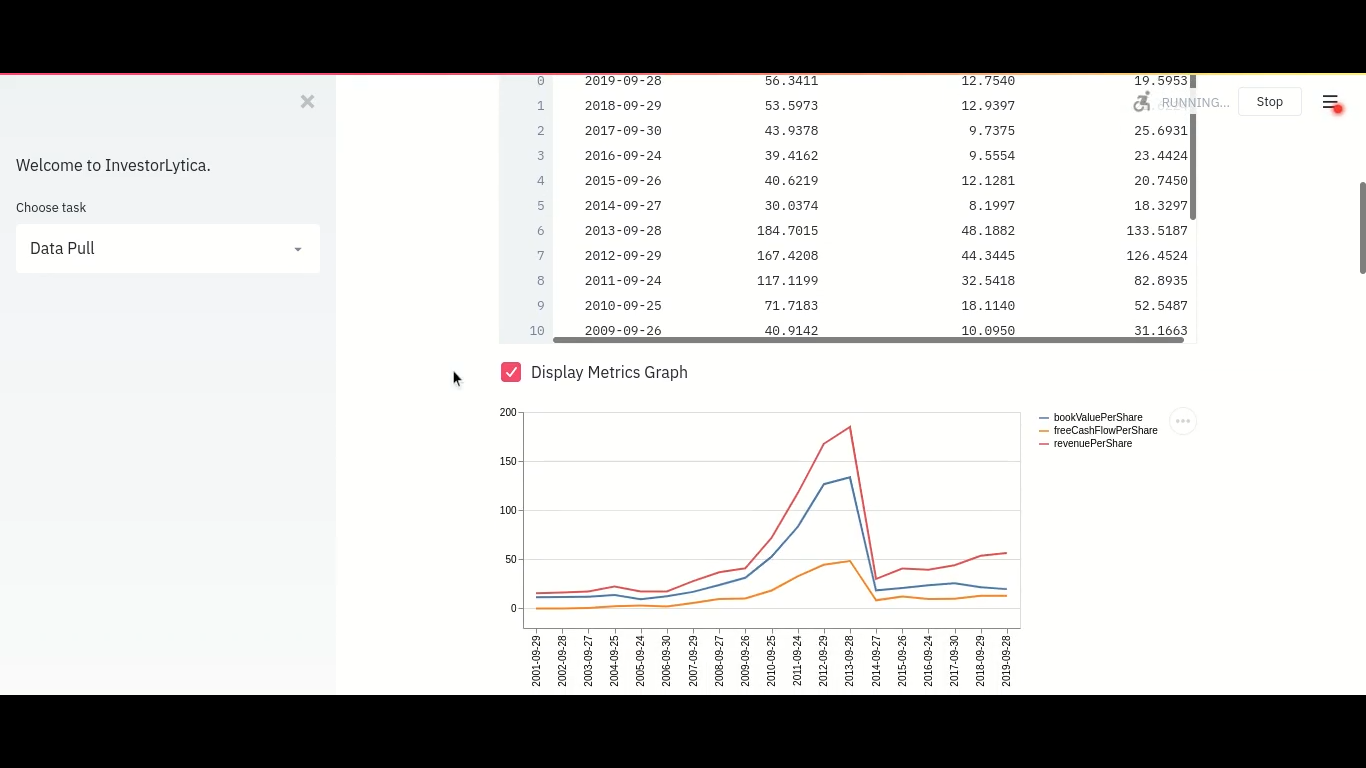 0 2019-09-28 56.3411 12.7540 19.5953
1 2018-09-29 53.5973 12.9397
2 2017-09-30 43.9378 9.7375 25.6931
3 2016-09-24 39.4162 9.5554 23.4424
4 2015-09-26 40.6219 12.1281 20.7450
5 2014-09-27 30.0374 8.1997 18.3297
6 2013-09-28 184.7015 48.1882 133.5187
7 2012-09-29 167.4208 44.3445 126.4524
8 2011-09-24 117.1199 32.5418 82.8935
9 2010-09-25 71.7183 18.1140 52.5487
10 2009-09-26 40.9142 10.0950 31.1663
RUNNING...
Stop
Welcome to InvestorLytica.
Choose task
Data Pull
Display Metrics Graph
200
150
100
50
0
bookValuePerShare
freeCashFlowPerShare
revenuePerShare
2001-09-29
2002-09-28
2003-09-27
2004-09-25
2005-09-24
2006-09-30
2007-09-29
2008-09-27
2009-09-26
2010-09-25
2011-09-24
2012-09-29
2013-09-28
2014-09-27
2015-09-26
2016-09-24
2017-09-30
2018-09-29
2019-09-28